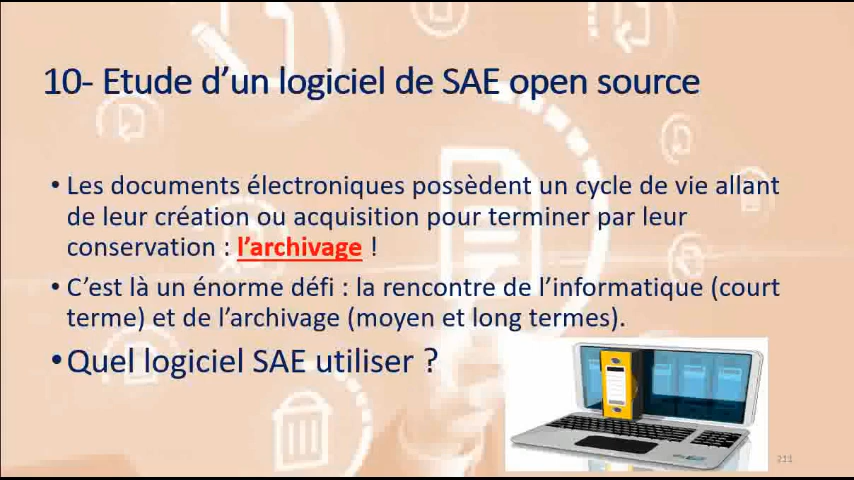 10- Etude d’un logiciel de SAE open source
• Les documents électroniques possèdent un cycle de vie allant
de leur création ou acquisition pour terminer par leur
conservation : l’archivage !
• C’est là un énorme défi : la rencontre de l’informatique (court
terme) et de l’archivage (moyen et long termes).
• Quel logiciel SAE utiliser ?